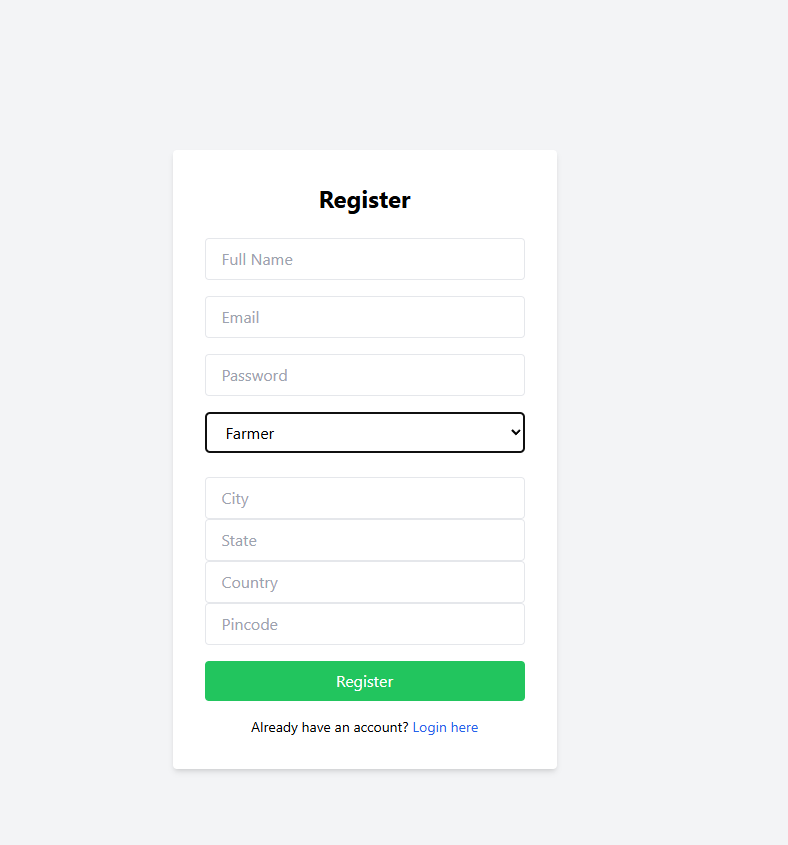 Register
Full Name
Email
Password
Farmer
City
State
Country
Pincode
Register
Already have an account? Login here